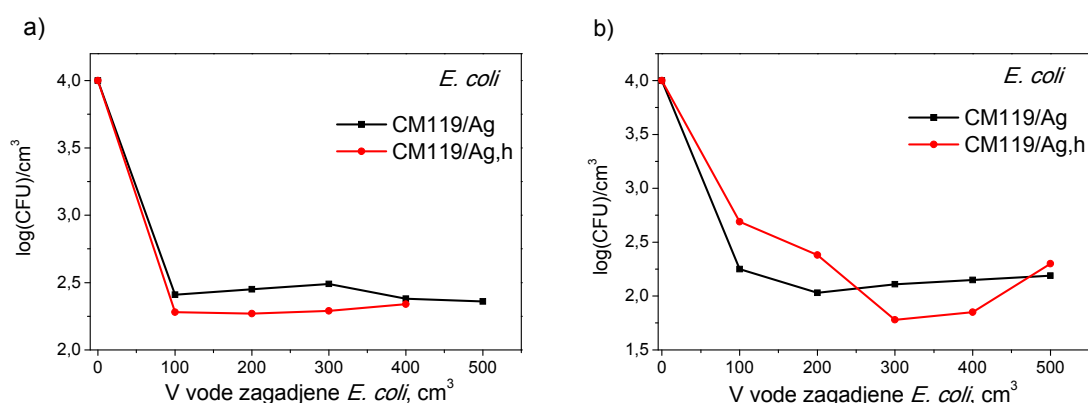 a)
E. coli
CM119/Ag
CM119/Ag,h
log(CFU)/cm³
4,0
3,5
3,0
2,5
2,0
0 100 200 300 400 500
V vode zagadjene E. coli, cm³
b)
E. coli
CM119/Ag
CM119/Ag,h
log(CFU)/cm³
4,0
3,5
3,0
2,5
2,0
1,5
0 100 200 300 400 500
V vode zagadjene E. coli, cm³